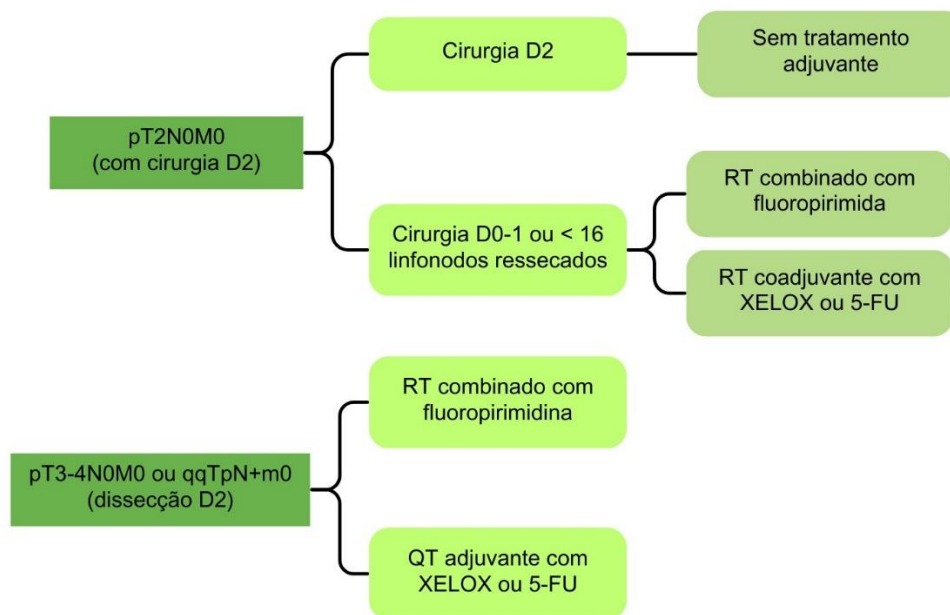 pT2N0M0
(com cirurgia D2)
Cirurgia D2
Sem tratamento
adjuvante
Cirurgia D0-1 ou < 16
linfonodos ressecados
RT combinado com
fluoropirimida
RT coadjuvante com
XELOX ou 5-FU
pT3-4N0M0 ou qqTpN+m0
(dissecção D2)
RT combinado com
fluoropirimidina
QT adjuvante com
XELOX ou 5-FU